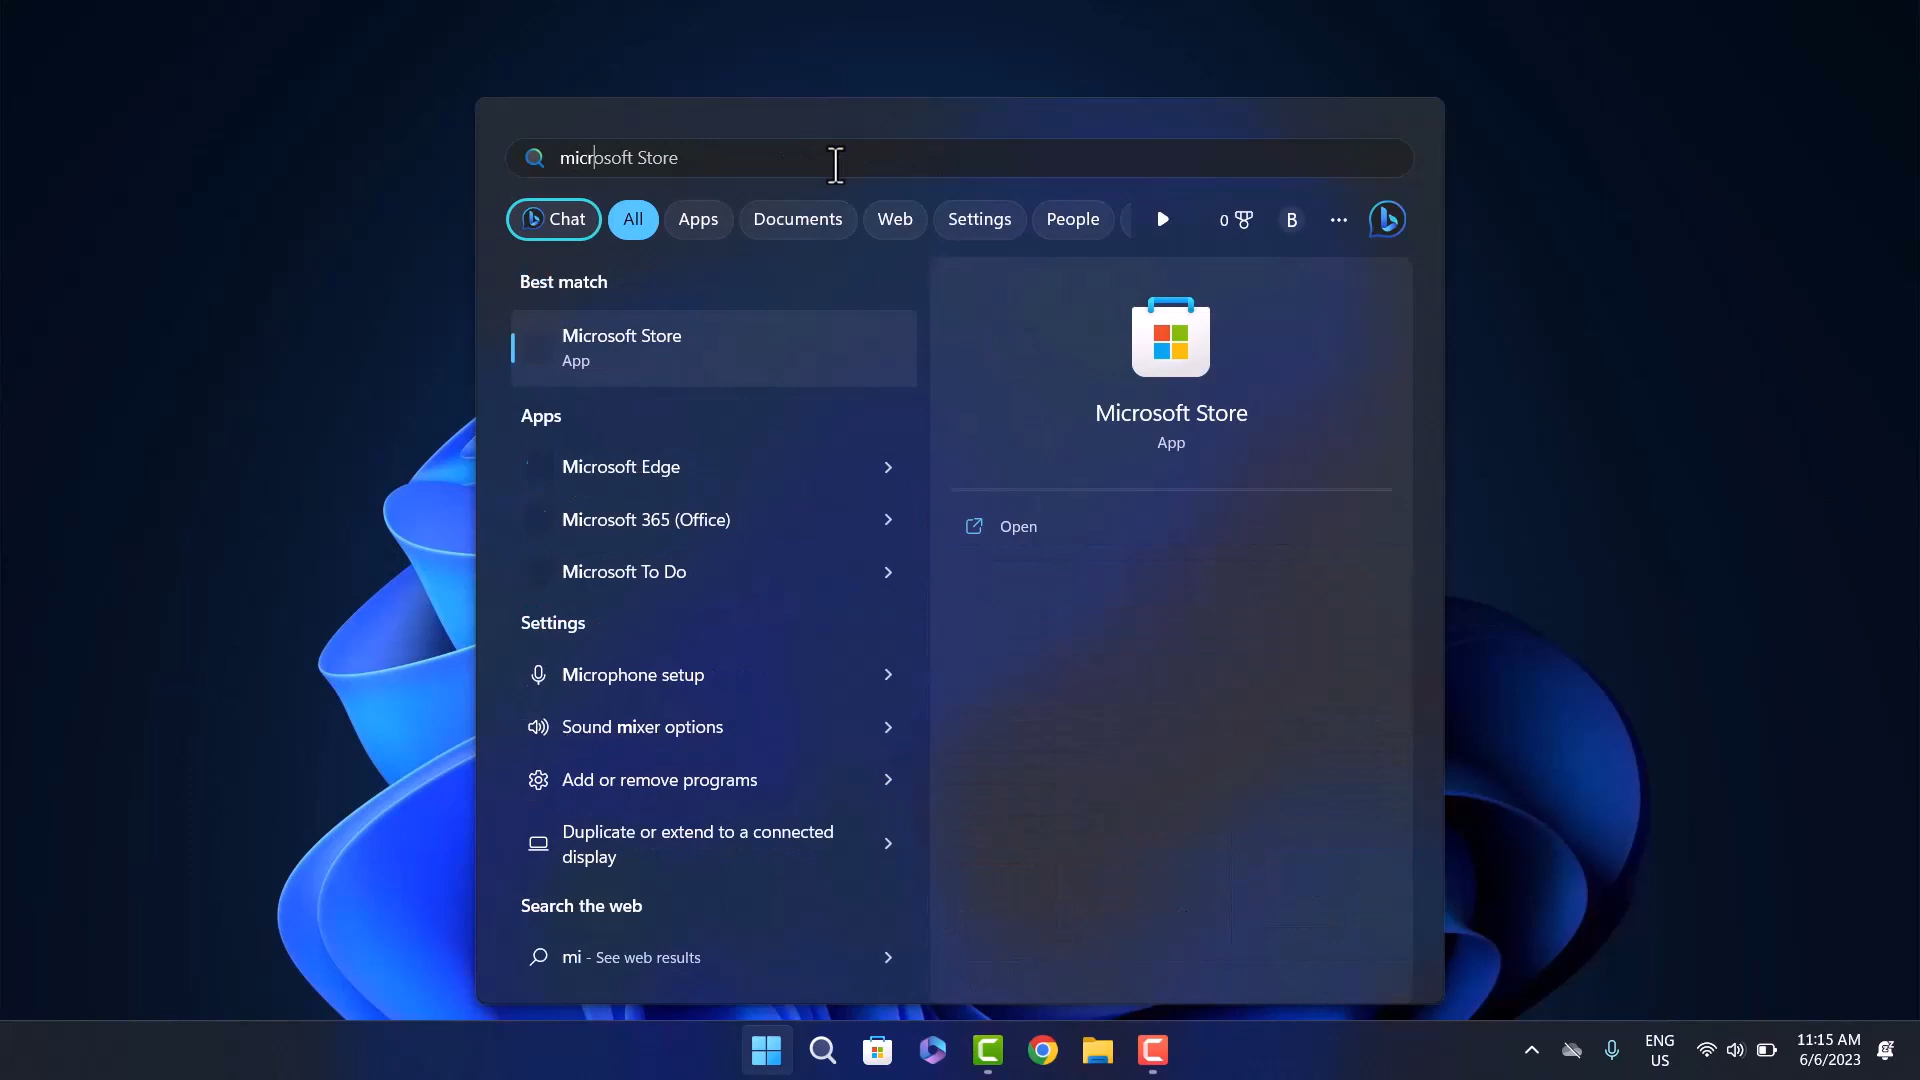 microsoft Store
Chat
All
Apps
Documents
Web
Settings
People
0
B
Best match
Microsoft Store
App
Apps
Microsoft Edge
Microsoft 365 (Office)
Microsoft To Do
Settings
Microphone setup
Sound mixer options
Add or remove programs
Duplicate or extend to a connected
display
Search the web
mi - See web results
Microsoft Store
App
Open
ENG
US
11:15 AM
6/6/2023